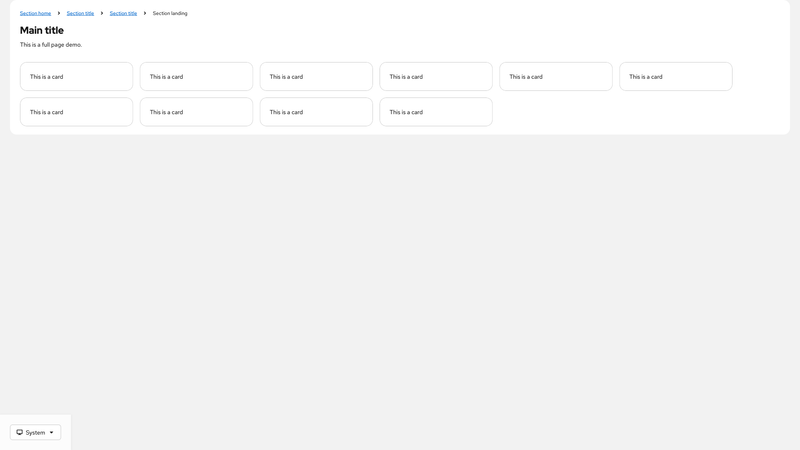 Section home Section title Section title Section landing
Main title
This is a full page demo.
This is a card This is a card This is a card This is a card This is a card This is a card
This is a card This is a card This is a card This is a card
System